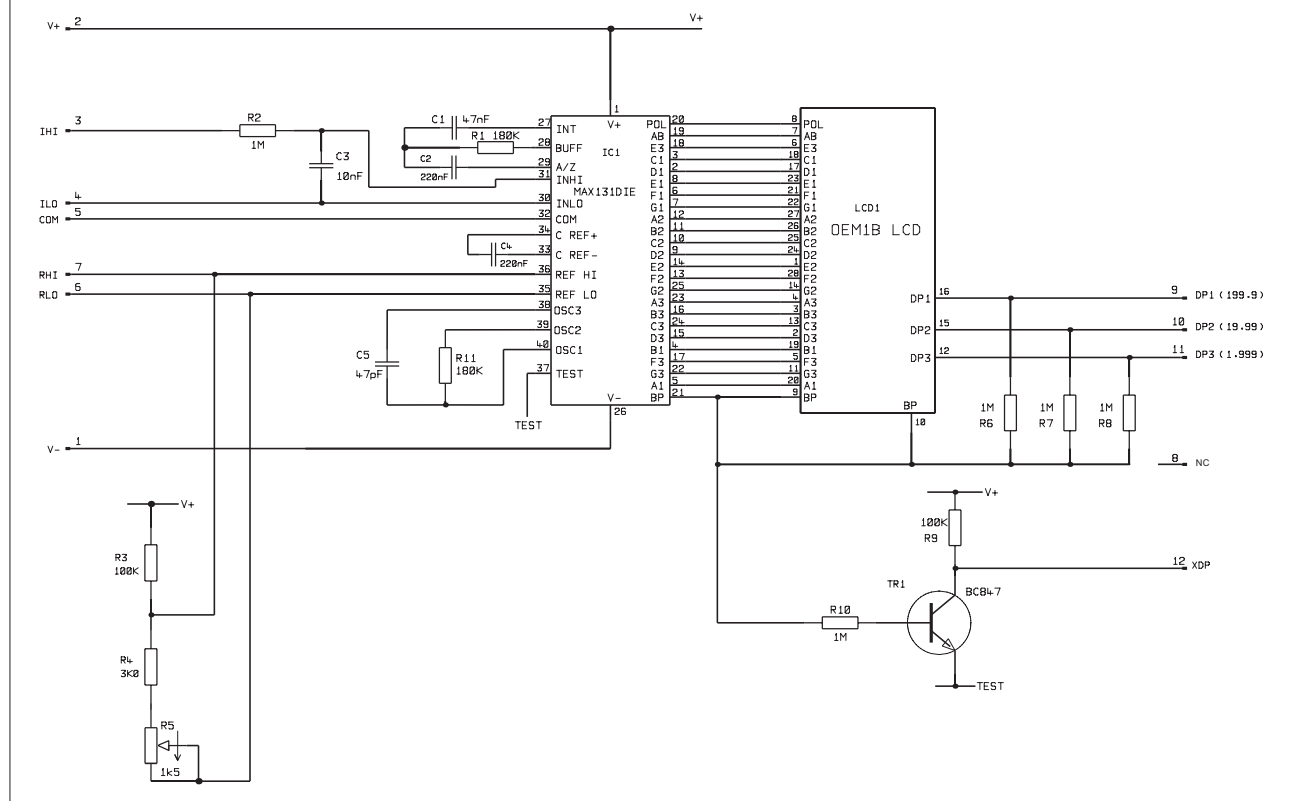 V+ 2 V+
IHI 3 R2 1M
C3 10nF
C1 47nF
R1 180K
C2 220nF
ILO 4
COM 5
C4 220nF
RHI 7
RLO 6
C5 47pF
R11 180K
TEST
V- 1
1
V+
IC1
MAX131DIE
27 INT
28 BUFF
29 A/Z
31 INHI
30 INLO
32 COM
34 C REF+
33 C REF-
36 REF HI
35 REF LO
38 OSC3
39 OSC2
40 OSC1
37 TEST
V-
26
POL 20 8 POL
AB 19 7 AB
E3 18 6 E3
C1 3 18 C1
D1 2 17 D1
E1 8 23 E1
F1 6 21 F1
G1 7 22 G1
A2 12 27 A2
B2 11 26 B2
C2 10 25 C2
D2 9 24 D2
E2 14 1 E2
F2 13 28 F2
G2 25 14 G2
A3 23 4 A3
B3 16 3 B3
C3 24 13 C3
D3 15 2 D3
B1 4 19 B1
F3 17 5 F3
G3 22 11 G3
A1 5 20 A1
BP 21 9 BP
LCD1
OEM1B LCD
DP1 16 9 DP1 (199.9)
DP2 15 10 DP2 (19.99)
DP3 12 11 DP3 (1.999)
BP
10
1M R6
1M R7
1M R8
8 NC
V+
R3 100K
R4 3K0
R5
1k5
V+
100K R9
12 XDP
TR1
BC847
R10
1M
TEST